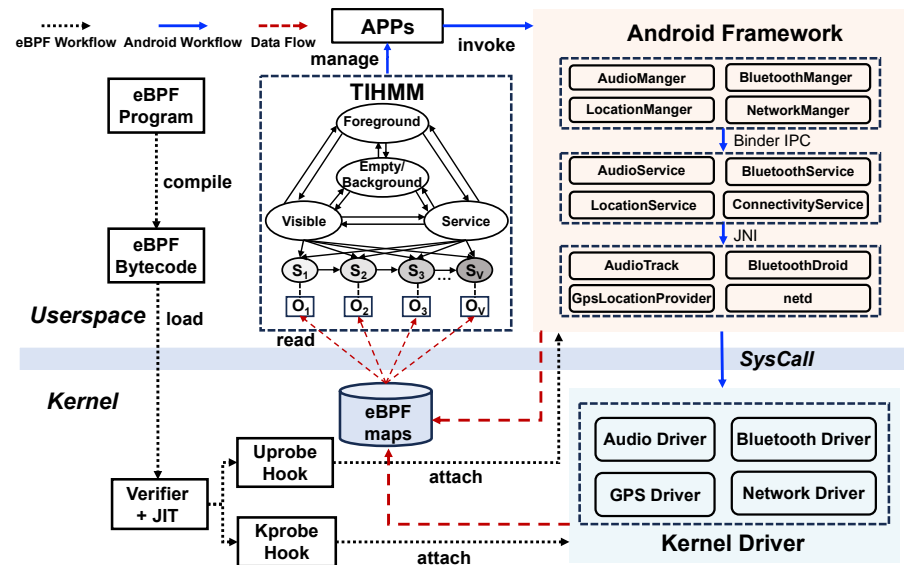 eBPF Workflow
Android Workflow
Data Flow
APPs
manage
invoke
Android Framework
AudioManger
BluetoothManger
LocationManger
NetworkManger
Binder IPC
AudioService
BluetoothService
LocationService
ConnectivityService
JNI
AudioTrack
BluetoothDroid
GpsLocationProvider
netd
eBPF
Program
compile
eBPF
Bytecode
load
Userspace
TIHMM
Foreground
Empty/
Background
Visible
Service
S1
S2
S3
...
SV
O1
O2
O3
OV
read
SysCall
Kernel
eBPF
maps
Verifier
+ JIT
Uprobe
Hook
attach
Kprobe
Hook
attach
Audio Driver
Bluetooth Driver
GPS Driver
Network Driver
Kernel Driver